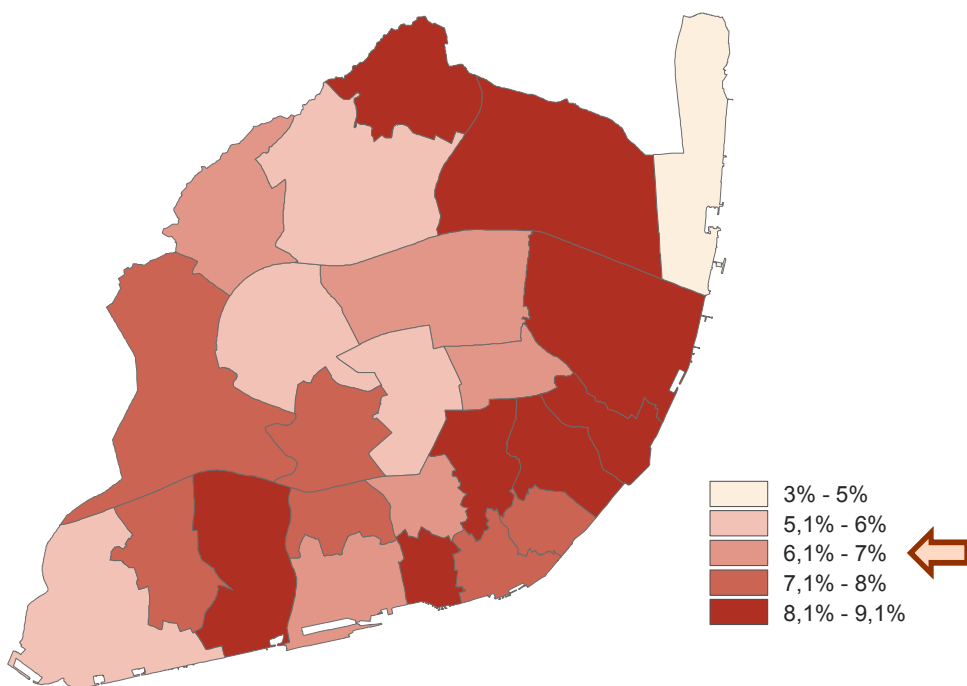 3% - 5%
5,1% - 6%
6,1% - 7%
7,1% - 8%
8,1% - 9,1%